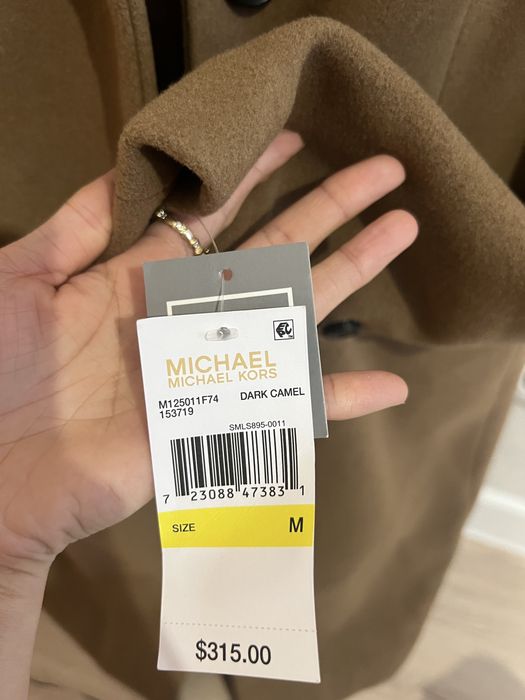 MICHAEL
MICHAEL KORS
M125011F74 DARK CAMEL
153719
SMLS895-0011
7 23088 47383 1
SIZE M
$315.00